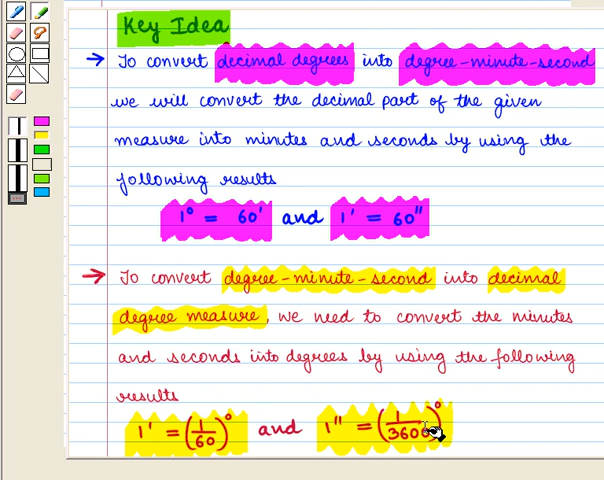 Key Idea
→ To convert decimal degrees into degree-minute-second
we will convert the decimal part of the given
measure into minutes and seconds by using the
following results
1° = 60' and 1' = 60"
→ To convert degree-minute-second into decimal
degree measure, we need to convert the minutes
and seconds into degrees by using the following
results
1' = (1/60)° and 1" = (1/3600)°